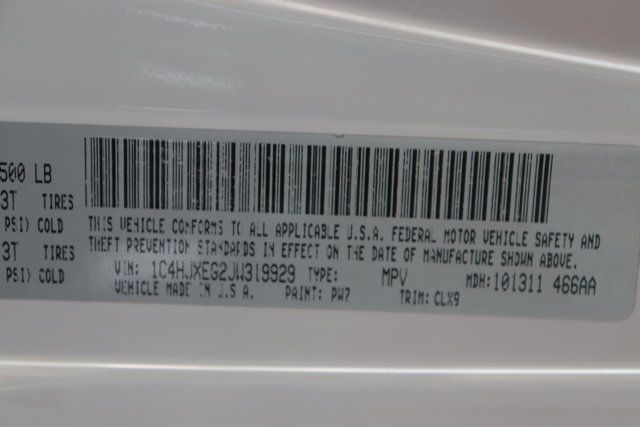 500 LB
3T TIRES
PSI) COLD
3T TIRES
PSI) COLD
THIS VEHICLE CONFORMS TO ALL APPLICABLE U.S.A. FEDERAL MOTOR VEHICLE SAFETY AND
THEFT PREVENTION STANDARDS IN EFFECT ON THE DATE OF MANUFACTURE SHOWN ABOVE.
VIN: 1C4HJXEG2JW319929 TYPE: MPV MDH: 101311 466AA
VEHICLE MADE IN U.S.A. PAINT: PW7 TRIM: CLX9